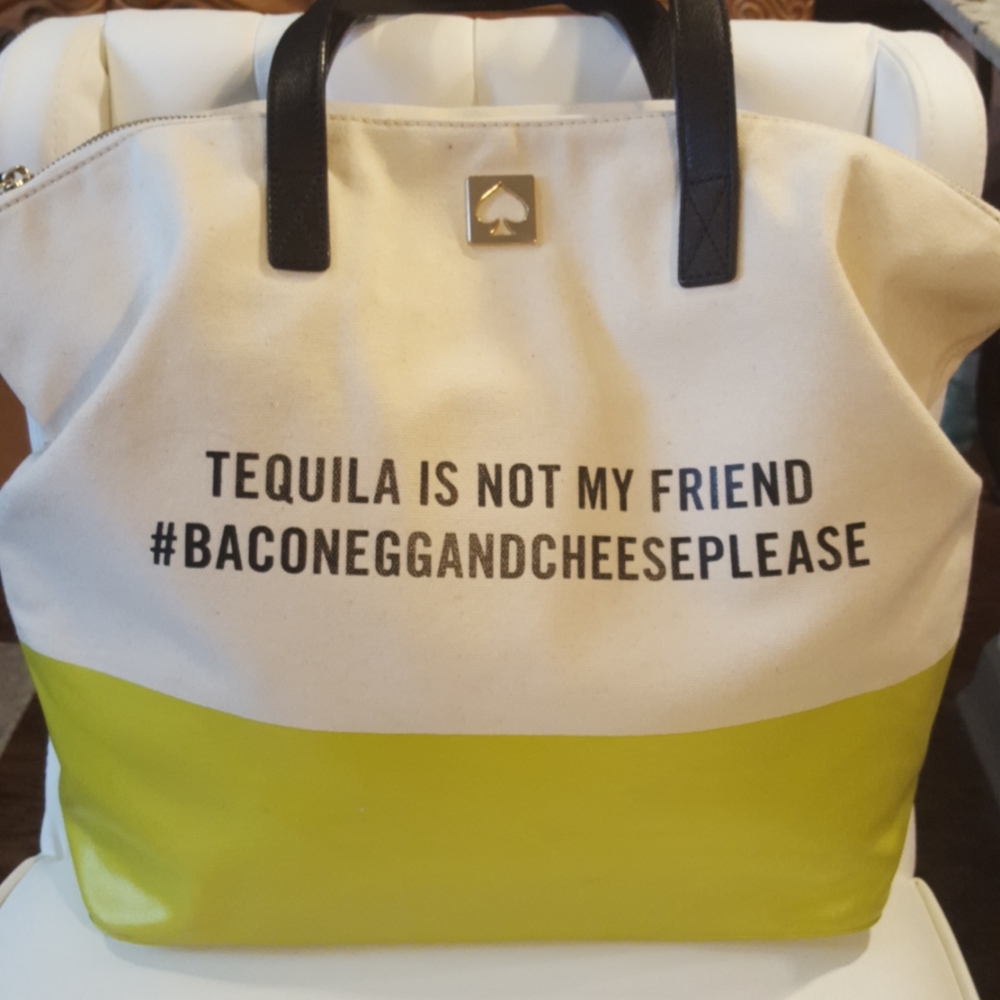 TEQUILA IS NOT MY FRIEND
#BACONEGGANDCHEESEPLEASE